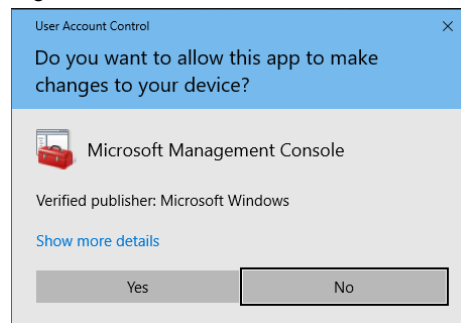 User Account Control
Do you want to allow this app to make
changes to your device?
Microsoft Management Console
Verified publisher: Microsoft Windows
Show more details
Yes
No